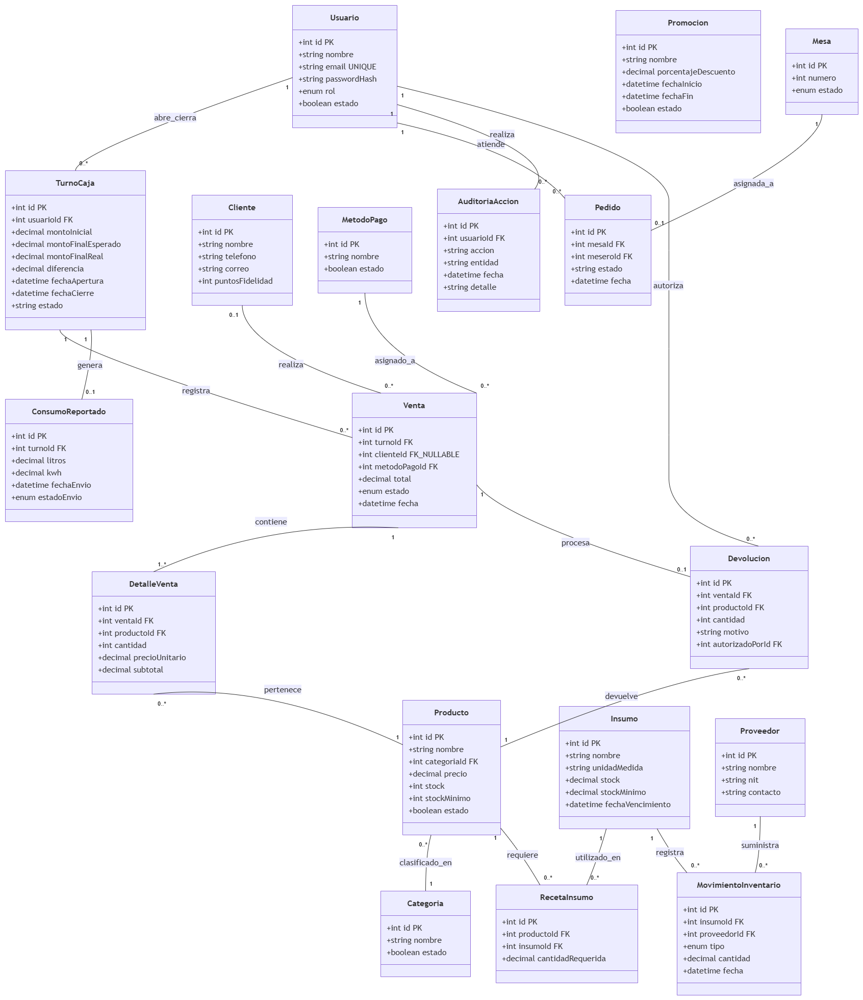 Usuario
+int id PK
+string nombre
+string email UNIQUE
+string passwordHash
+enum rol
+boolean estado
Promocion
+int id PK
+string nombre
+decimal porcentajeDescuento
+datetime fechaInicio
+datetime fechaFin
+boolean estado
Mesa
+int id PK
+int numero
+enum estado
1
1
1
1
1
abre_cierra
realiza
atiende
asignada_a
autoriza
0..*
0..*
0..*
0..1
TurnoCaja
+int id PK
+int usuarioId FK
+decimal montoInicial
+decimal montoFinalEsperado
+decimal montoFinalReal
+decimal diferencia
+datetime fechaApertura
+datetime fechaCierre
+string estado
Cliente
+int id PK
+string nombre
+string telefono
+string correo
+int puntosFidelidad
MetodoPago
+int id PK
+string nombre
+boolean estado
AuditoriaAccion
+int id PK
+int usuarioId FK
+string accion
+string entidad
+datetime fecha
+string detalle
Pedido
+int id PK
+int mesaId FK
+int meseroId FK
+string estado
+datetime fecha
1
1
0..1
1
genera
registra
realiza
asignado_a
0..1
0..*
0..*
0..*
ConsumoReportado
+int id PK
+int turnoId FK
+decimal litros
+decimal kwh
+datetime fechaEnvio
+enum estadoEnvio
Venta
+int id PK
+int turnoId FK
+int clienteId FK_NULLABLE
+int metodoPagoId FK
+decimal total
+enum estado
+datetime fecha
1
1
contiene
procesa
1..*
0..1
0..*
DetalleVenta
+int id PK
+int ventaId FK
+int productoId FK
+int cantidad
+decimal precioUnitario
+decimal subtotal
Devolucion
+int id PK
+int ventaId FK
+int productoId FK
+int cantidad
+string motivo
+int autorizadoPorId FK
0..*
0..*
pertenece
devuelve
1
1
Producto
+int id PK
+string nombre
+int categoriaId FK
+decimal precio
+int stock
+int stockMinimo
+boolean estado
Insumo
+int id PK
+string nombre
+string unidadMedida
+decimal stock
+decimal stockMinimo
+datetime fechaVencimiento
Proveedor
+int id PK
+string nombre
+string nit
+string contacto
0..*
1
1
1
1
clasificado_en
requiere
utilizado_en
registra
suministra
1
0..*
0..*
0..*
0..*
Categoria
+int id PK
+string nombre
+boolean estado
RecetaInsumo
+int id PK
+int productoId FK
+int insumoId FK
+decimal cantidadRequerida
MovimientoInventario
+int id PK
+int insumoId FK
+int proveedorId FK
+enum tipo
+decimal cantidad
+datetime fecha